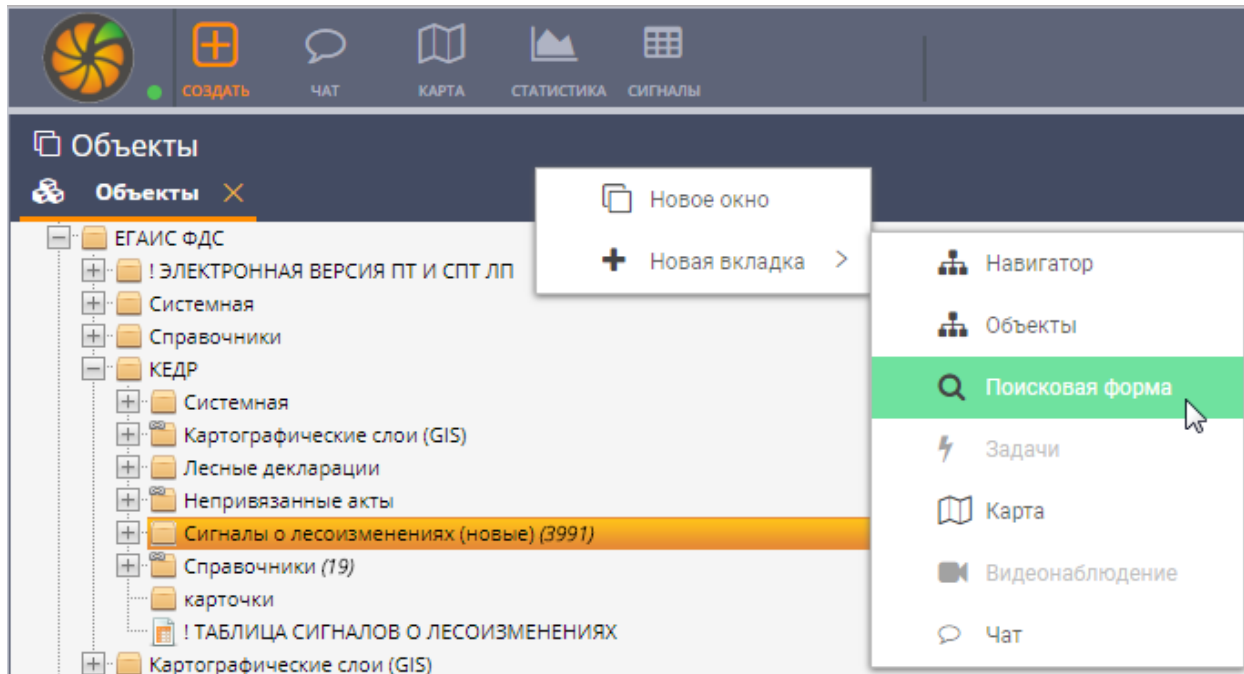 СОЗДАТЬ
ЧАТ
КАРТА
СТАТИСТИКА
СИГНАЛЫ
Объекты
Объекты
Новое окно
Новая вкладка
Навигатор
Объекты
Поисковая форма
Задачи
Карта
Видеонаблюдение
Чат
ЕГАИС ФДС
! ЭЛЕКТРОННАЯ ВЕРСИЯ ПТ И СПТ ЛП
Системная
Справочники
КЕДР
Системная
Картографические слои (GIS)
Лесные декларации
Непривязанные акты
Сигналы о лесоизменениях (новые) (3991)
Справочники (19)
карточки
! ТАБЛИЦА СИГНАЛОВ О ЛЕСОИЗМЕНЕНИЯХ
Картографические слои (GIS)